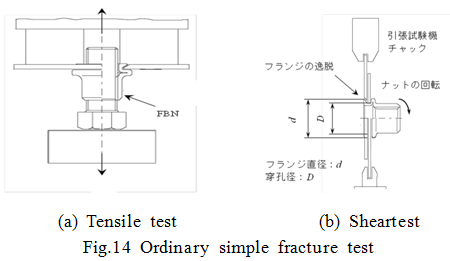 FBN
引張試験機
チャック
フランジの逸脱
ナットの回転
d
D
フランジ直径：d
穿孔径：D
(a) Tensile test
(b) Sheartest
Fig.14 Ordinary simple fracture test